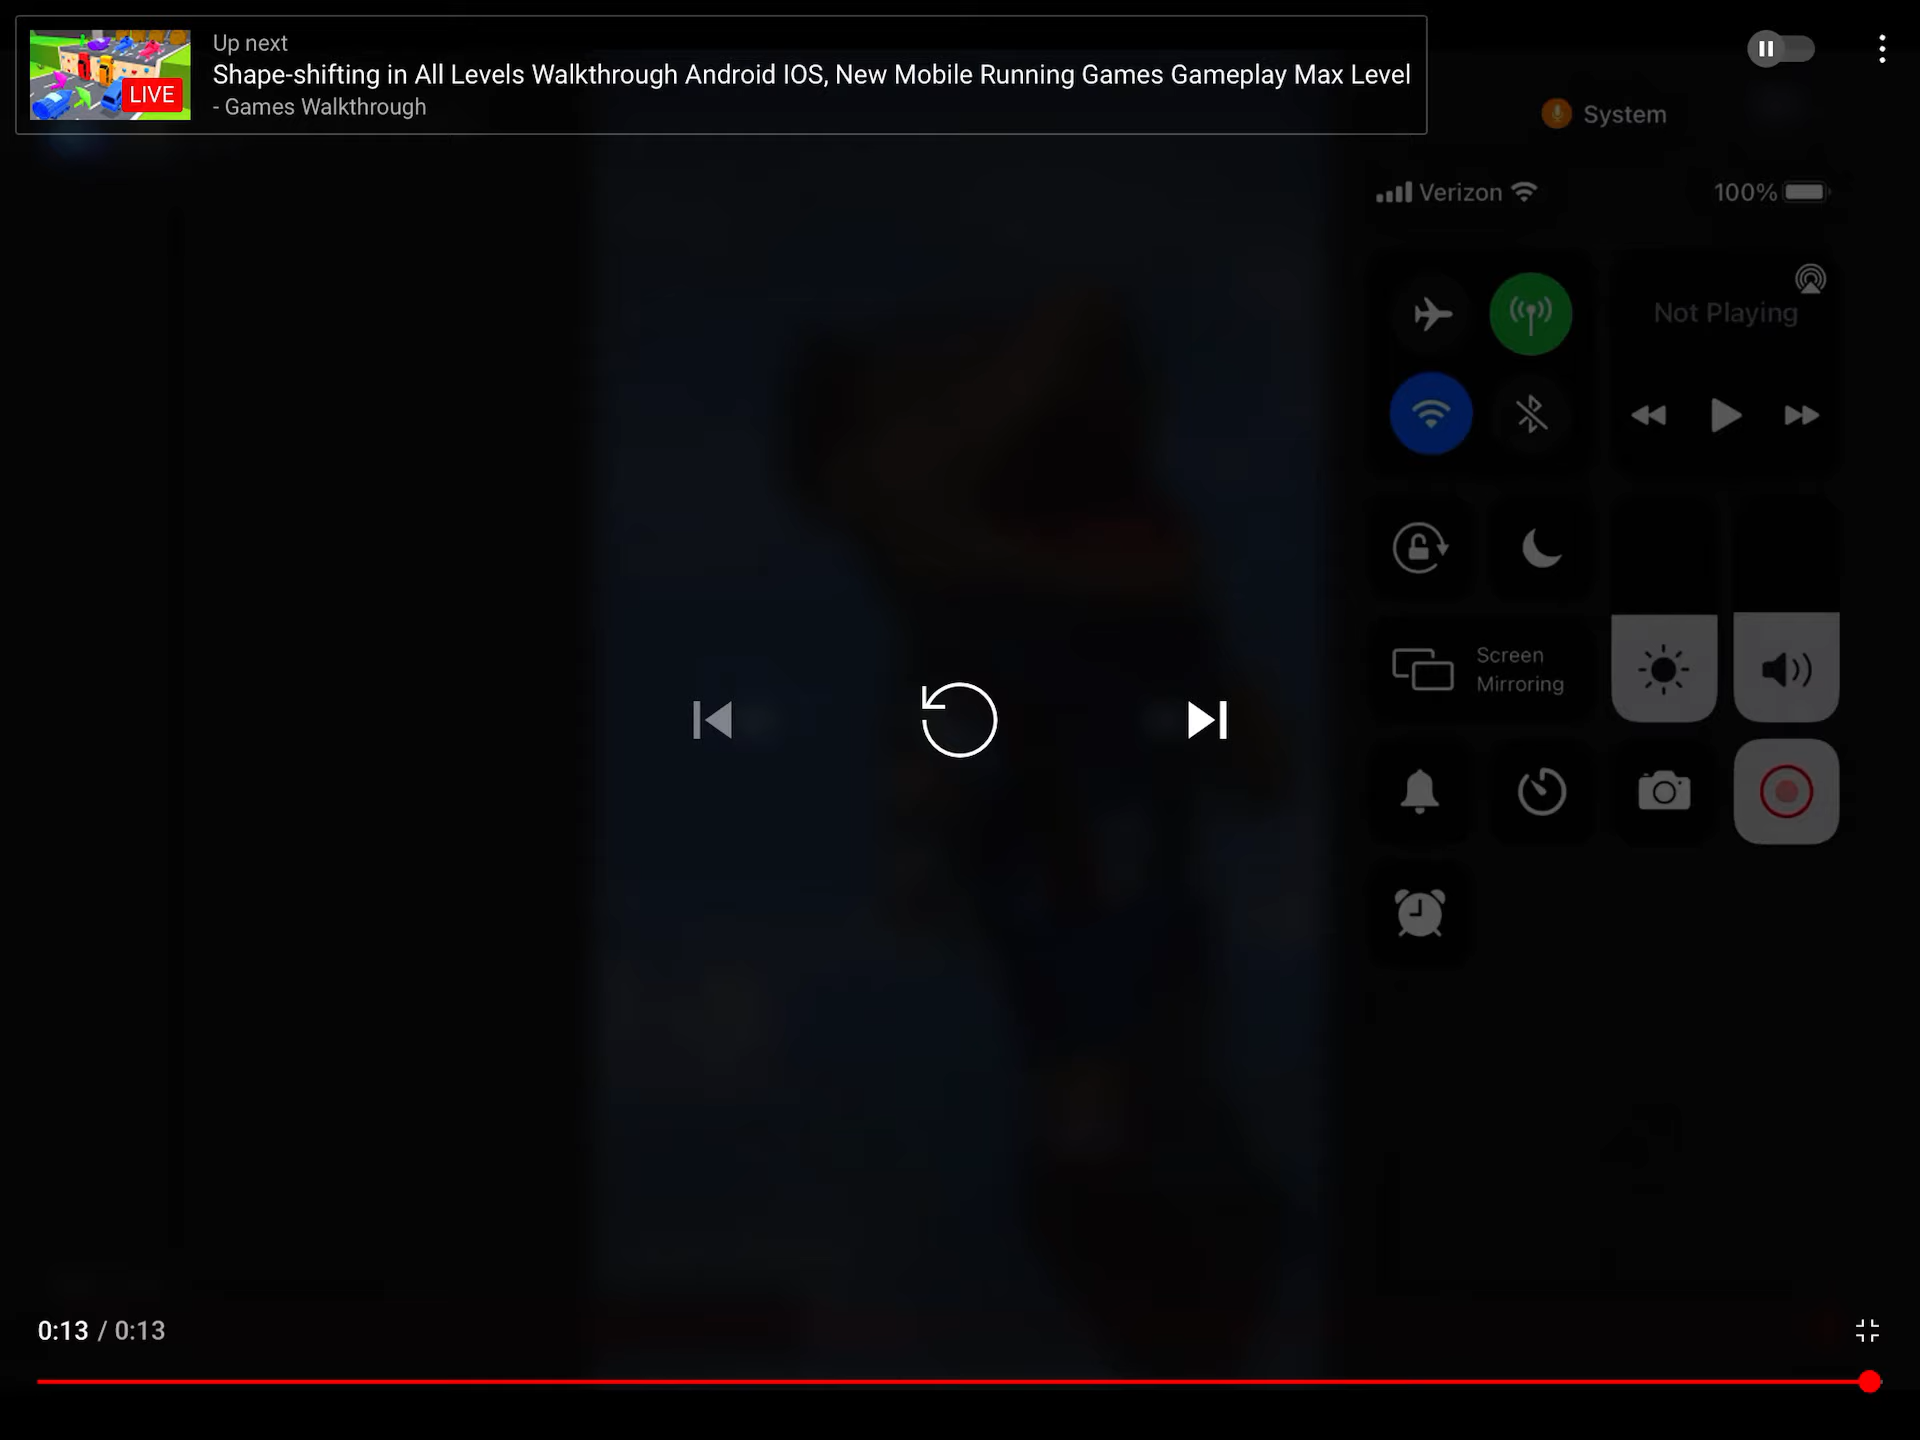 Up next
Shape-shifting in All Levels Walkthrough Android IOS, New Mobile Running Games Gameplay Max Level
LIVE
- Games Walkthrough
System
Verizon
100%
Not Playing
Screen
Mirroring
0:13 / 0:13